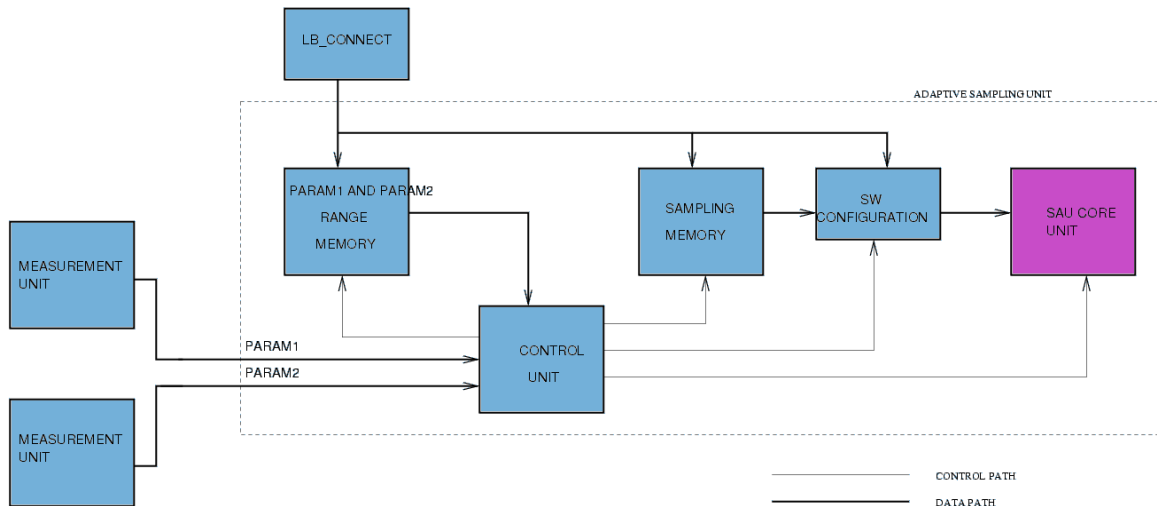 LB_CONNECT
ADAPTIVE SAMPLING UNIT
PARAM1 AND PARAM2
RANGE
MEMORY
SAMPLING
MEMORY
SW
CONFIGURATION
SAU CORE
UNIT
MEASUREMENT
UNIT
PARAM1
PARAM2
CONTROL
UNIT
MEASUREMENT
UNIT
CONTROL PATH
DATA PATH